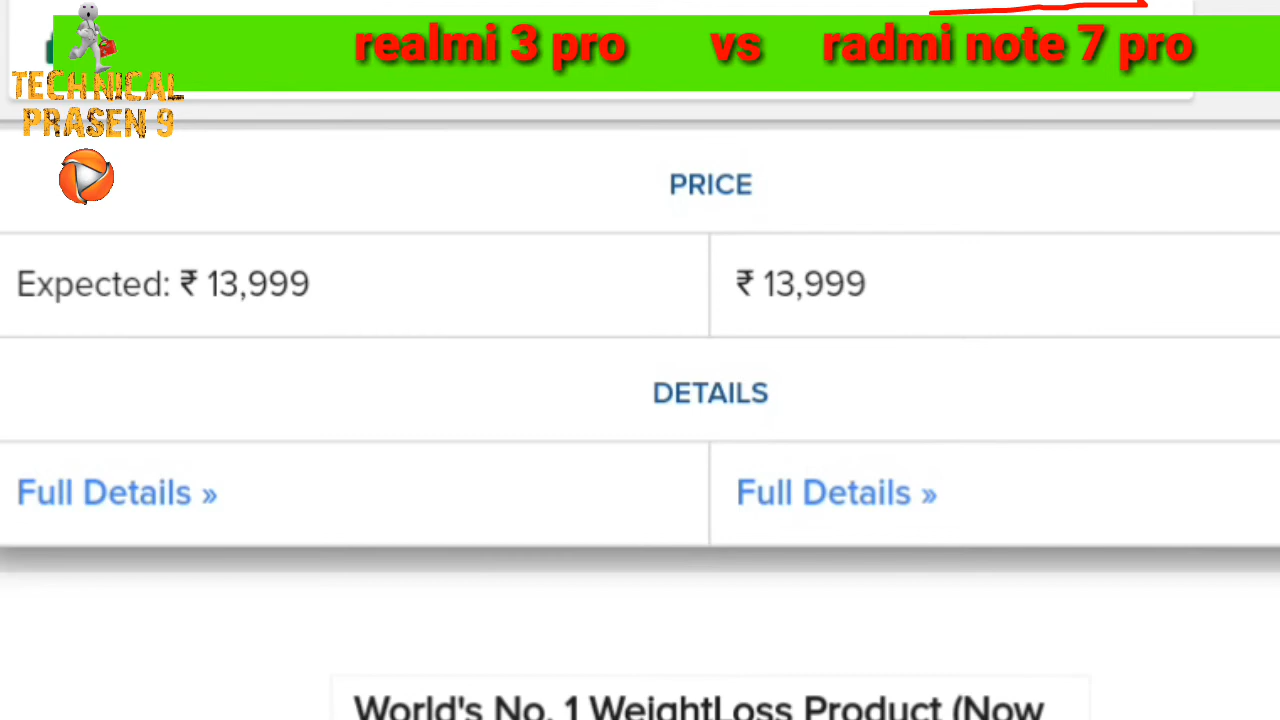 realmi 3 pro vs radmi note 7 pro
TECHNICAL
PRASEN 9
PRICE
Expected: ₹ 13,999 ₹ 13,999
DETAILS
Full Details » Full Details »
World's No. 1 WeightLoss Product (Now